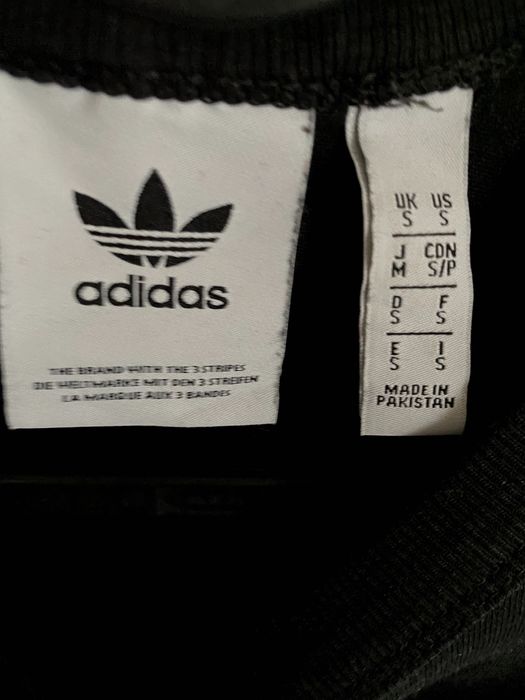 adidas
THE BRAND WITH THE 3 STRIPES
DIE WELTMARKE MIT DEN 3 STREIFEN
LA MARQUE AUX 3 BANDES
UK US
S S
J CDN
M S/P
D F
S S
E I
S S
MADE IN
PAKISTAN